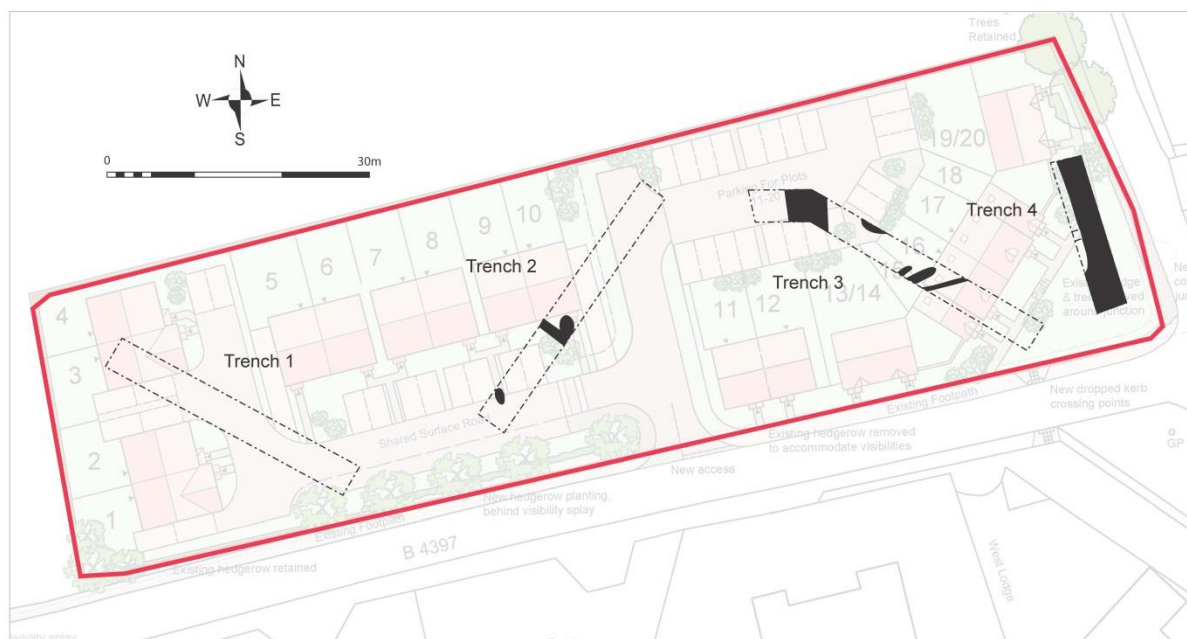 Trees
Retained
N
W E
S
0 30m
19/20
18
17
16
Parking For Plots
Trench 4
Trench 2
10
9
8
7
6
5
4
3
2
1
Trench 1
Trench 3
11
12
13/14
Shared Surface
New dropped kerb
crossing points
Existing Footpath
Existing hedgerow removed
to accommodate visibilities
New access
New hedgerow planting,
behind visibility splay
Existing Footpath
B 4397
Existing hedgerow retained
West Lodge
GP
around junction